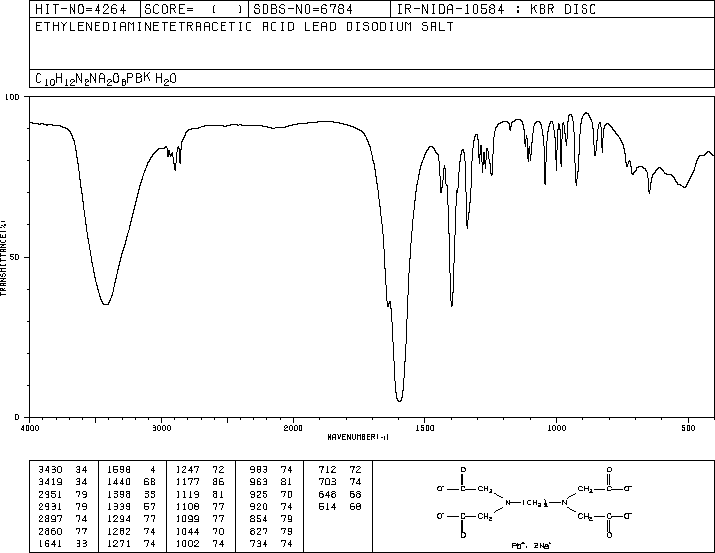 HIT-NO=4264 SCORE= ( ) SDBS-NO=6784 IR-NIDA-10584 : KBR DISC
ETHYLENEDIAMINETETRAACETIC ACID LEAD DISODIUM SALT
C10H12N2NA2O8PBK H2O
100
50
0
TRANSMITTANCE(%)
4000 3000 2000 1500 1000 500
WAVENUMBER(-1)
3430 34 1598 4 1247 72 983 74 712 72
3419 34 1440 68 1177 86 963 81 703 74
2951 79 1398 33 1119 81 925 70 648 68
2931 79 1339 57 1108 77 920 74 514 68
2897 74 1294 77 1099 77 854 79
2860 77 1282 74 1044 70 827 79
1641 33 1271 74 1002 74 734 74
O O
O⁻ C CH2 CH2 C O⁻
N (CH2)2 N
O⁻ C CH2 CH2 C O⁻
O O
2Na⁺